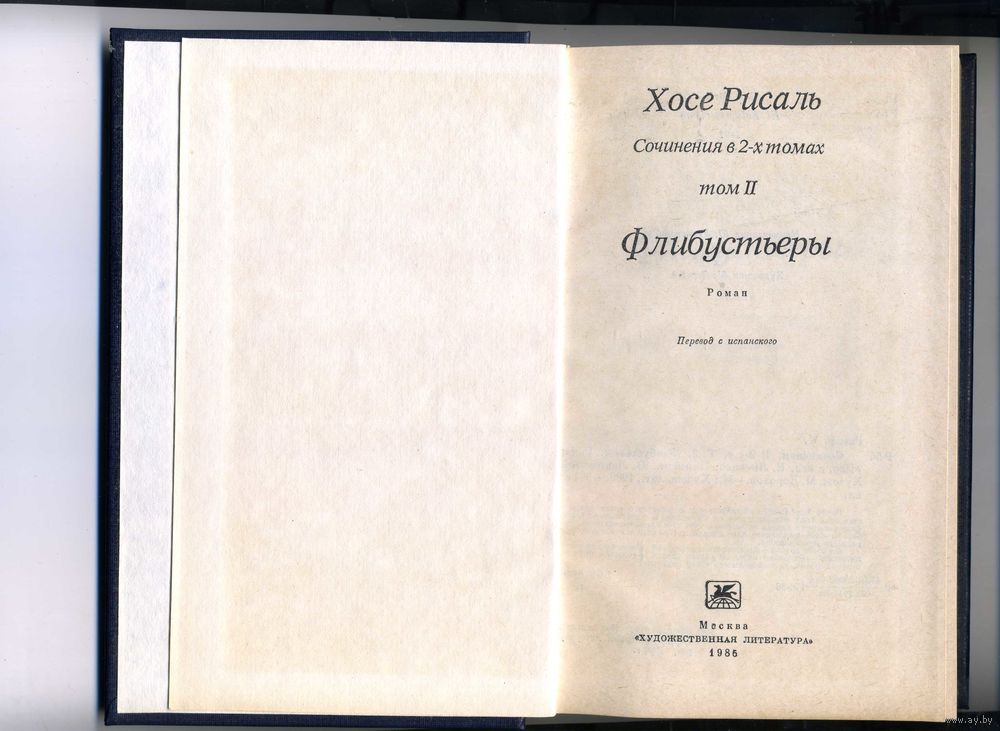 Хосе Рисаль
Сочинения в 2-х томах
том II
Флибустьеры
Роман
Перевод с испанского
Москва
«ХУДОЖЕСТВЕННАЯ ЛИТЕРАТУРА»
1986
www.ay.by